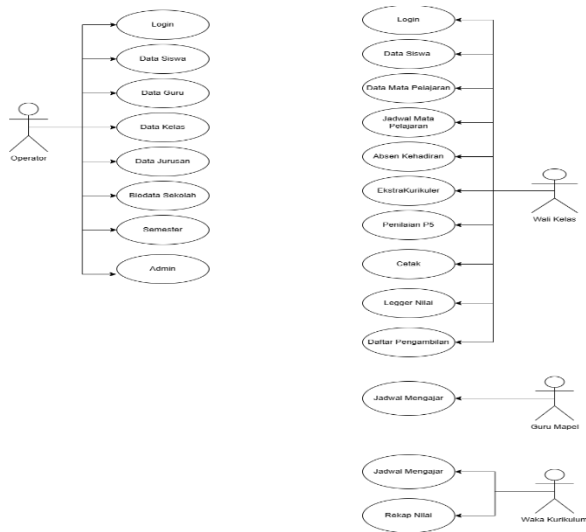 Login
Data Siswa
Data Guru
Data Kelas
Operator
Data Jurusan
Biodata Sekolah
Semester
Admin
Login
Data Siswa
Data Mata Pelajaran
Jadwal Mata
Pelajaran
Absen Kehadiran
EkstraKurikuler
Wali Kelas
Penilaian P5
Cetak
Legger Nilai
Daftar Pengambilan
Jadwal Mengajar
Guru Mapel
Jadwal Mengajar
Rekap Nilai
Waka Kurikulum